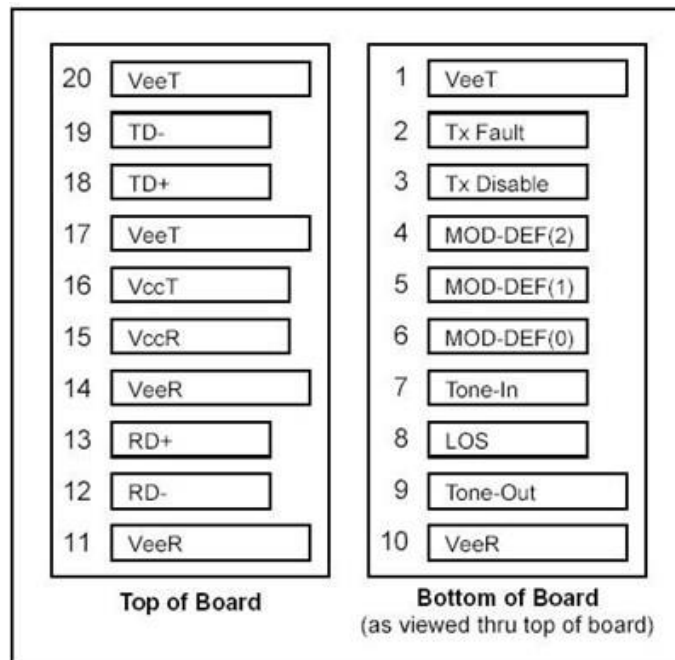 20 VeeT
19 TD-
18 TD+
17 VeeT
16 VccT
15 VccR
14 VeeR
13 RD+
12 RD-
11 VeeR
Top of Board
1 VeeT
2 Tx Fault
3 Tx Disable
4 MOD-DEF(2)
5 MOD-DEF(1)
6 MOD-DEF(0)
7 Tone-In
8 LOS
9 Tone-Out
10 VeeR
Bottom of Board
(as viewed thru top of board)